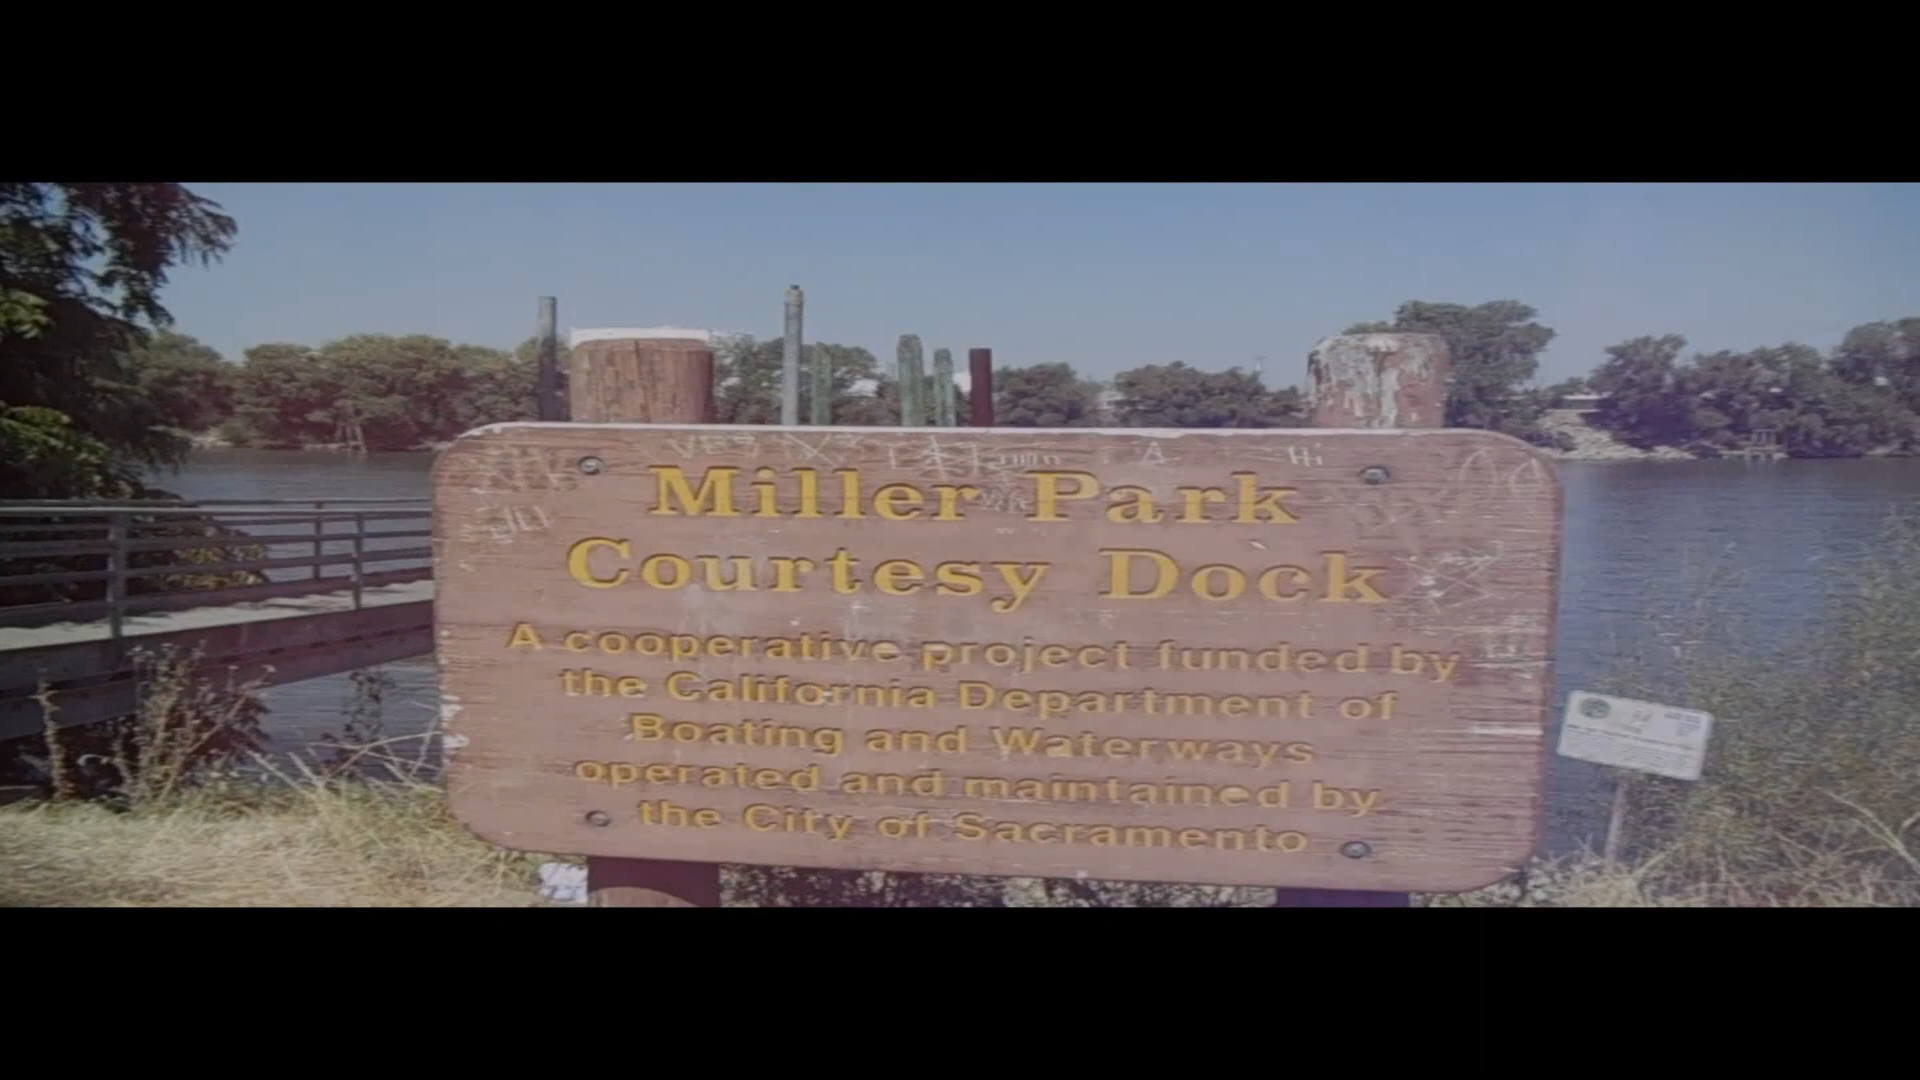 Miller Park
Courtesy Dock
A cooperative project funded by
the California Department of
Boating and Waterways
operated and maintained by
the City of Sacramento
A
Hi